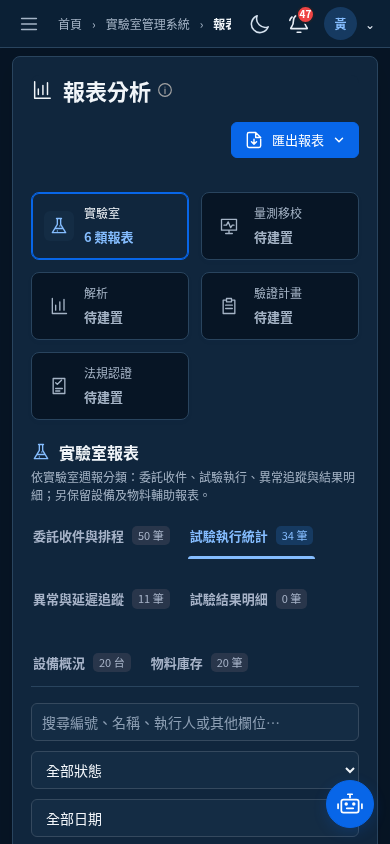 首頁 › 實驗室管理系統 › 報表
47
黃
報表分析
匯出報表
實驗室
6 類報表
量測移校
待建置
解析
待建置
驗證計畫
待建置
法規認證
待建置
實驗室報表
依實驗室週報分類：委託收件、試驗執行、異常追蹤與結果明
細；另保留設備及物料輔助報表。
委託收件與排程 50 筆
試驗執行統計 34 筆
異常與延遲追蹤 11 筆
試驗結果明細 0 筆
設備概況 20 台
物料庫存 20 筆
搜尋編號、名稱、執行人或其他欄位⋯
全部狀態
全部日期